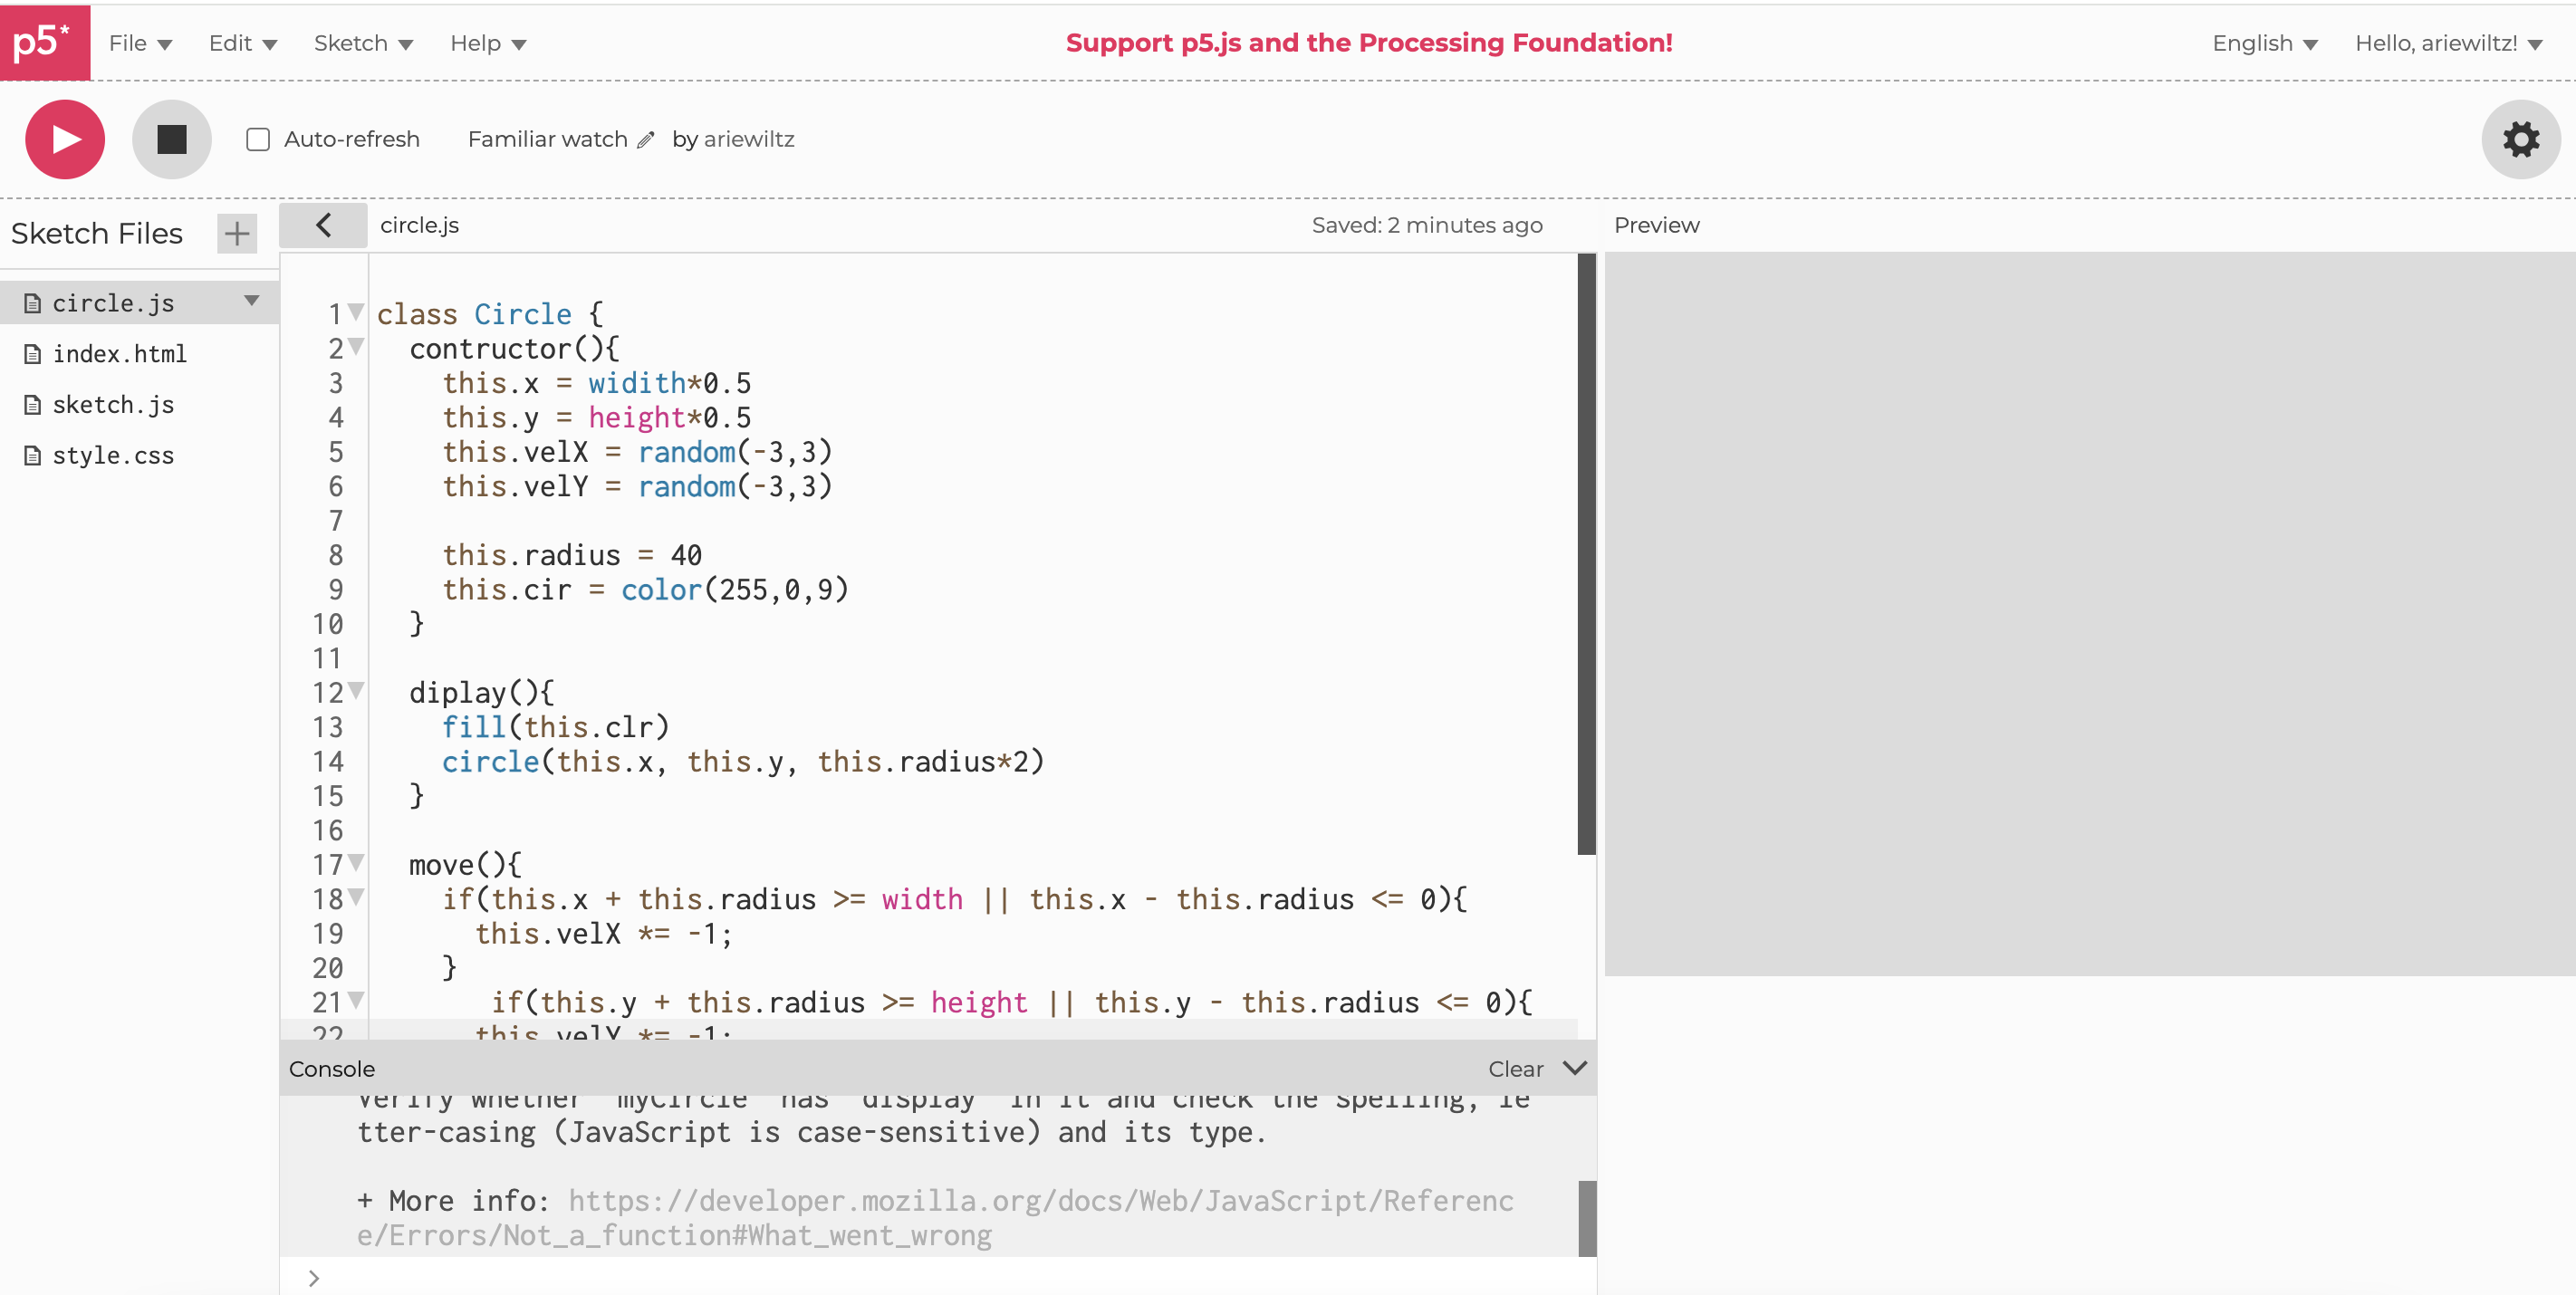 p5* File Edit Sketch Help Support p5.js and the Processing Foundation! English Hello, ariewiltz!
Auto-refresh Familiar watch by ariewiltz
Sketch Files + circle.js Saved: 2 minutes ago Preview
circle.js
index.html
sketch.js
style.css
1 class Circle {
2 contructor(){
3 this.x = widith*0.5
4 this.y = height*0.5
5 this.velX = random(-3,3)
6 this.velY = random(-3,3)
7
8 this.radius = 40
9 this.cir = color(255,0,9)
10 }
11
12 diplay(){
13 fill(this.clr)
14 circle(this.x, this.y, this.radius*2)
15 }
16
17 move(){
18 if(this.x + this.radius >= width || this.x - this.radius <= 0){
19 this.velX *= -1;
20 }
21 if(this.y + this.radius >= height || this.y - this.radius <= 0){
22 this.velY *= -1;
Console Clear
Verify whether "myCircle" has "display" in it and check the spelling, le
tter-casing (JavaScript is case-sensitive) and its type.
+ More info: https://developer.mozilla.org/docs/Web/JavaScript/Referenc
e/Errors/Not_a_function#What_went_wrong
>